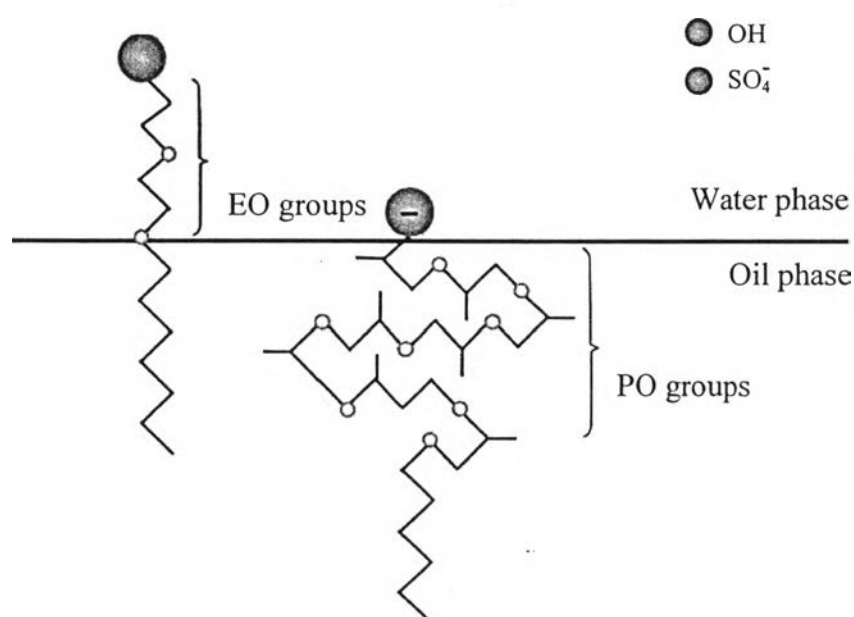 OH
SO₄⁻
EO groups
Water phase
Oil phase
PO groups